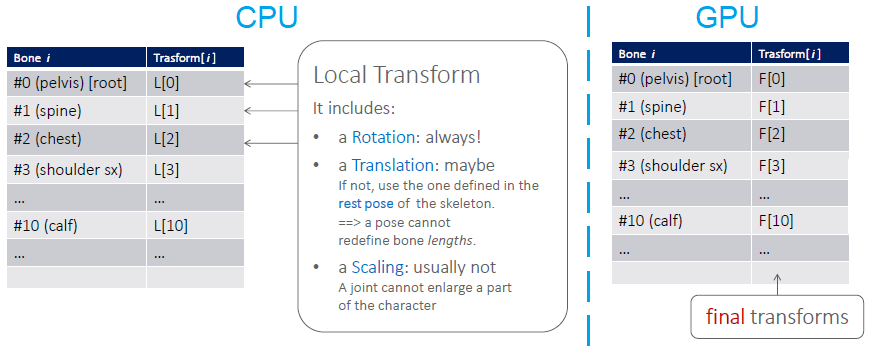 CPU
Bone i Trasform[ i ]
#0 (pelvis) [root] L[0]
#1 (spine) L[1]
#2 (chest) L[2]
#3 (shoulder sx) L[3]
... ...
#10 (calf) L[10]
... ...
Local Transform
It includes:
• a Rotation: always!
• a Translation: maybe
If not, use the one defined in the
rest pose of the skeleton.
==> a pose cannot
redefine bone lengths.
• a Scaling: usually not
A joint cannot enlarge a part
of the character
GPU
Bone i Trasform[ i ]
#0 (pelvis) [root] F[0]
#1 (spine) F[1]
#2 (chest) F[2]
#3 (shoulder sx) F[3]
... ...
#10 (calf) F[10]
... ...
final transforms